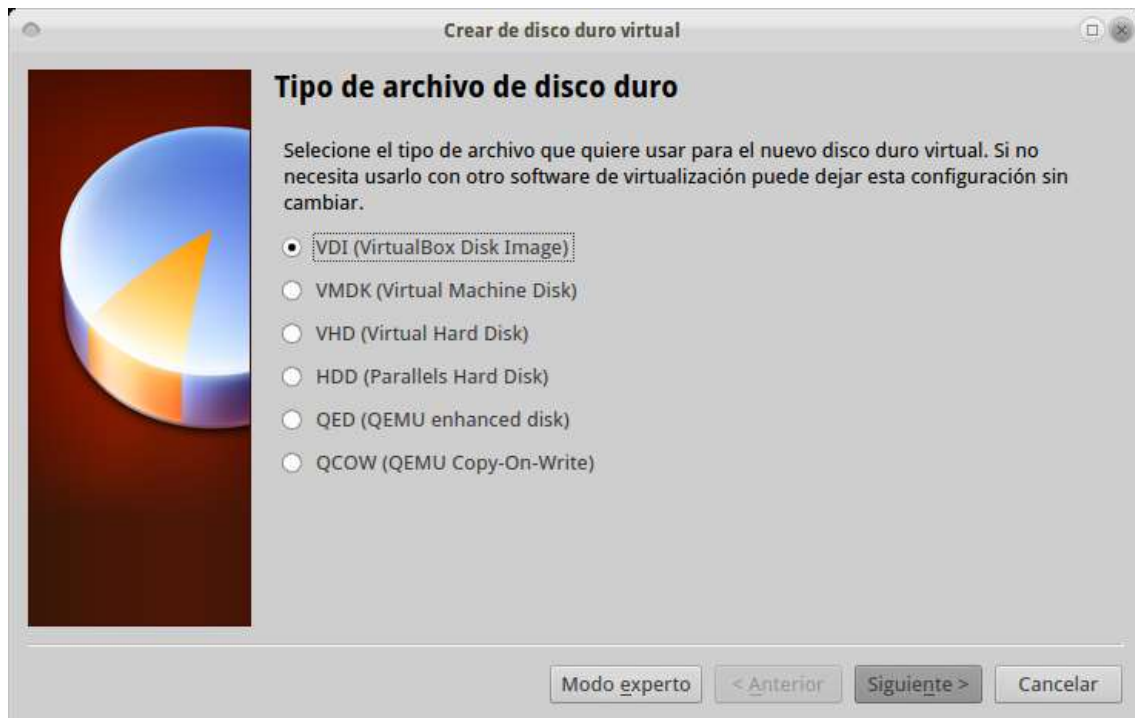 Crear de disco duro virtual
Tipo de archivo de disco duro
Seleccione el tipo de archivo que quiere usar para el nuevo disco duro virtual. Si no
necesita usarlo con otro software de virtualización puede dejar esta configuración sin
cambiar.
VDI (VirtualBox Disk Image)
VMDK (Virtual Machine Disk)
VHD (Virtual Hard Disk)
HDD (Parallels Hard Disk)
QED (QEMU enhanced disk)
QCOW (QEMU Copy-On-Write)
Modo experto < Anterior Siguiente > Cancelar